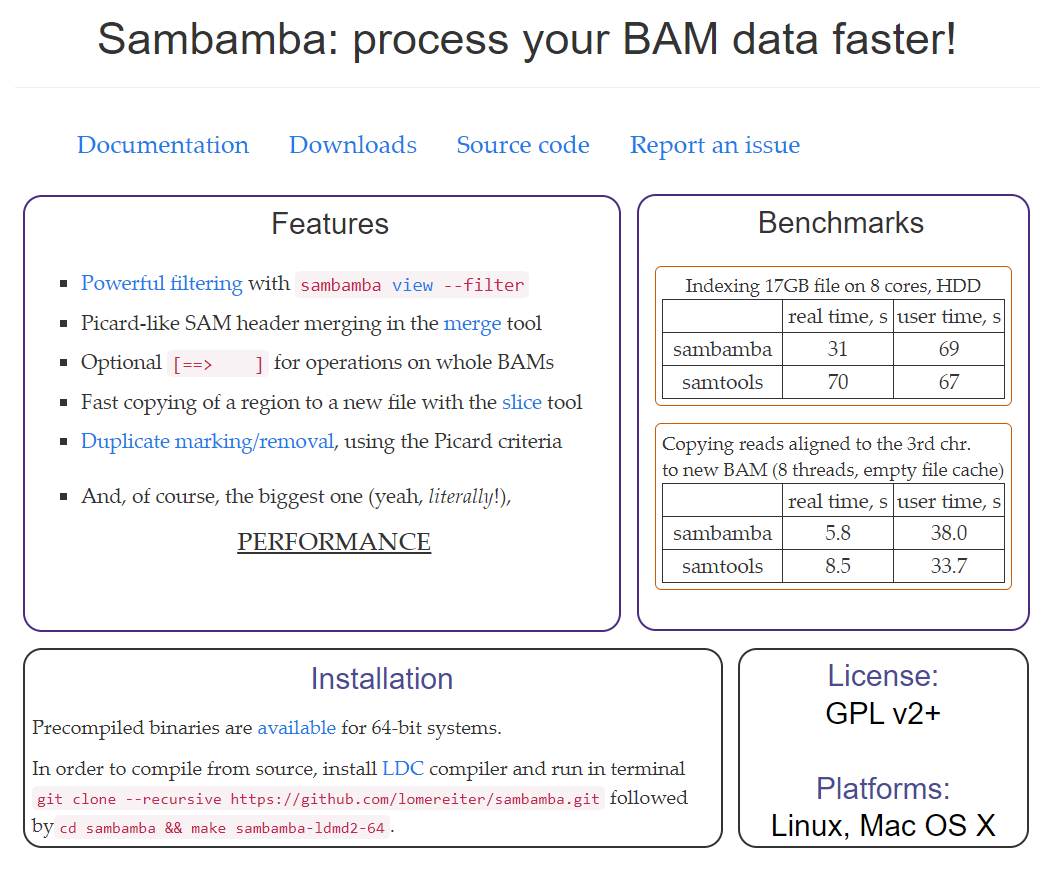 Sambamba: process your BAM data faster!
Documentation Downloads Source code Report an issue
Features
Powerful filtering with sambamba view --filter
Picard-like SAM header merging in the merge tool
Optional [==>    ] for operations on whole BAMs
Fast copying of a region to a new file with the slice tool
Duplicate marking/removal, using the Picard criteria
And, of course, the biggest one (yeah, literally!),
PERFORMANCE
Benchmarks
Indexing 17GB file on 8 cores, HDD
real time, s user time, s
sambamba 31 69
samtools 70 67
Copying reads aligned to the 3rd chr.
to new BAM (8 threads, empty file cache)
real time, s user time, s
sambamba 5.8 38.0
samtools 8.5 33.7
Installation
Precompiled binaries are available for 64-bit systems.
In order to compile from source, install LDC compiler and run in terminal
git clone --recursive https://github.com/lomereiter/sambamba.git followed
by cd sambamba && make sambamba-ldmd2-64 .
License:
GPL v2+
Platforms:
Linux, Mac OS X